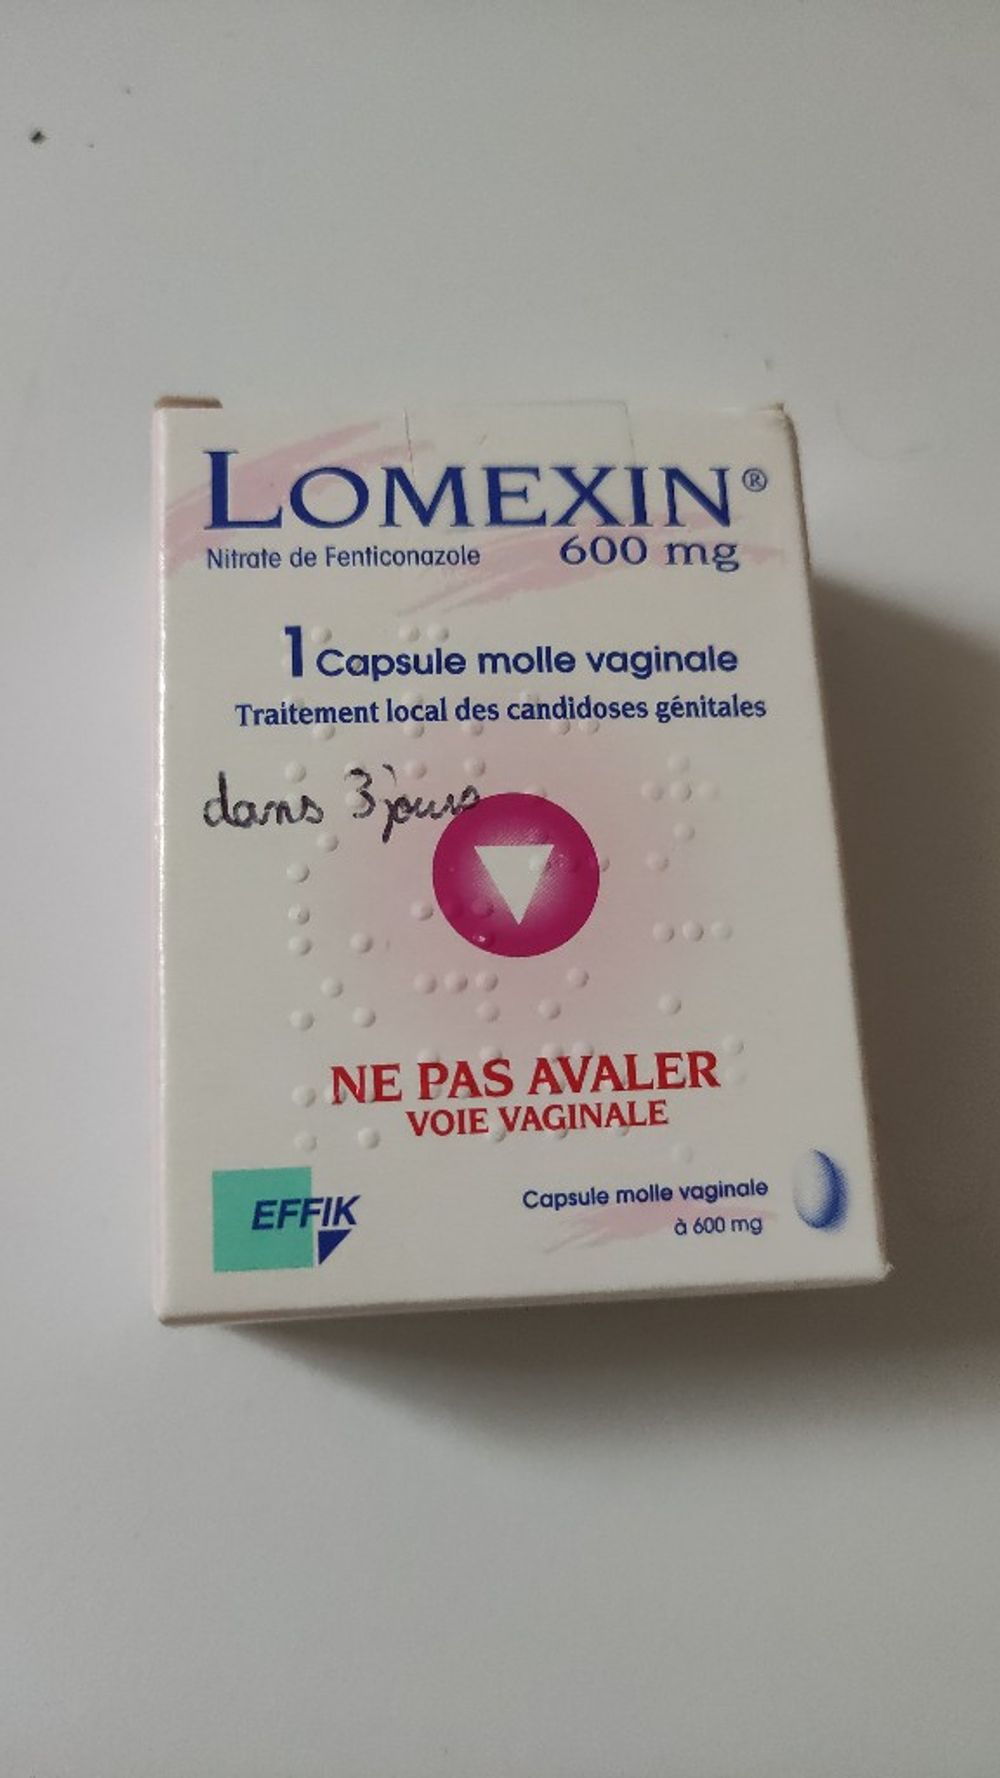 LOMEXIN®
Nitrate de Fenticonazole 600 mg
1 Capsule molle vaginale
Traitement local des candidoses génitales
dans 3 jours
NE PAS AVALER
VOIE VAGINALE
EFFIK
Capsule molle vaginale
à 600 mg